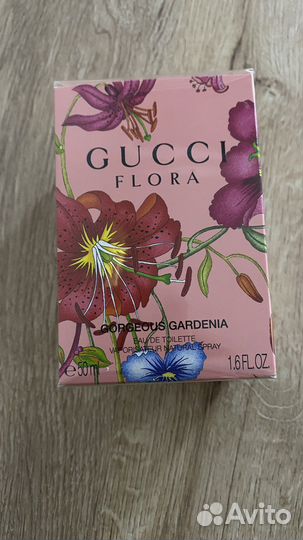 GUCCI
FLORA
GORGEOUS GARDENIA
EAU DE TOILETTE
VAPORISATEUR NATURAL SPRAY
℮50 ml 1.6 FL.OZ
Avito